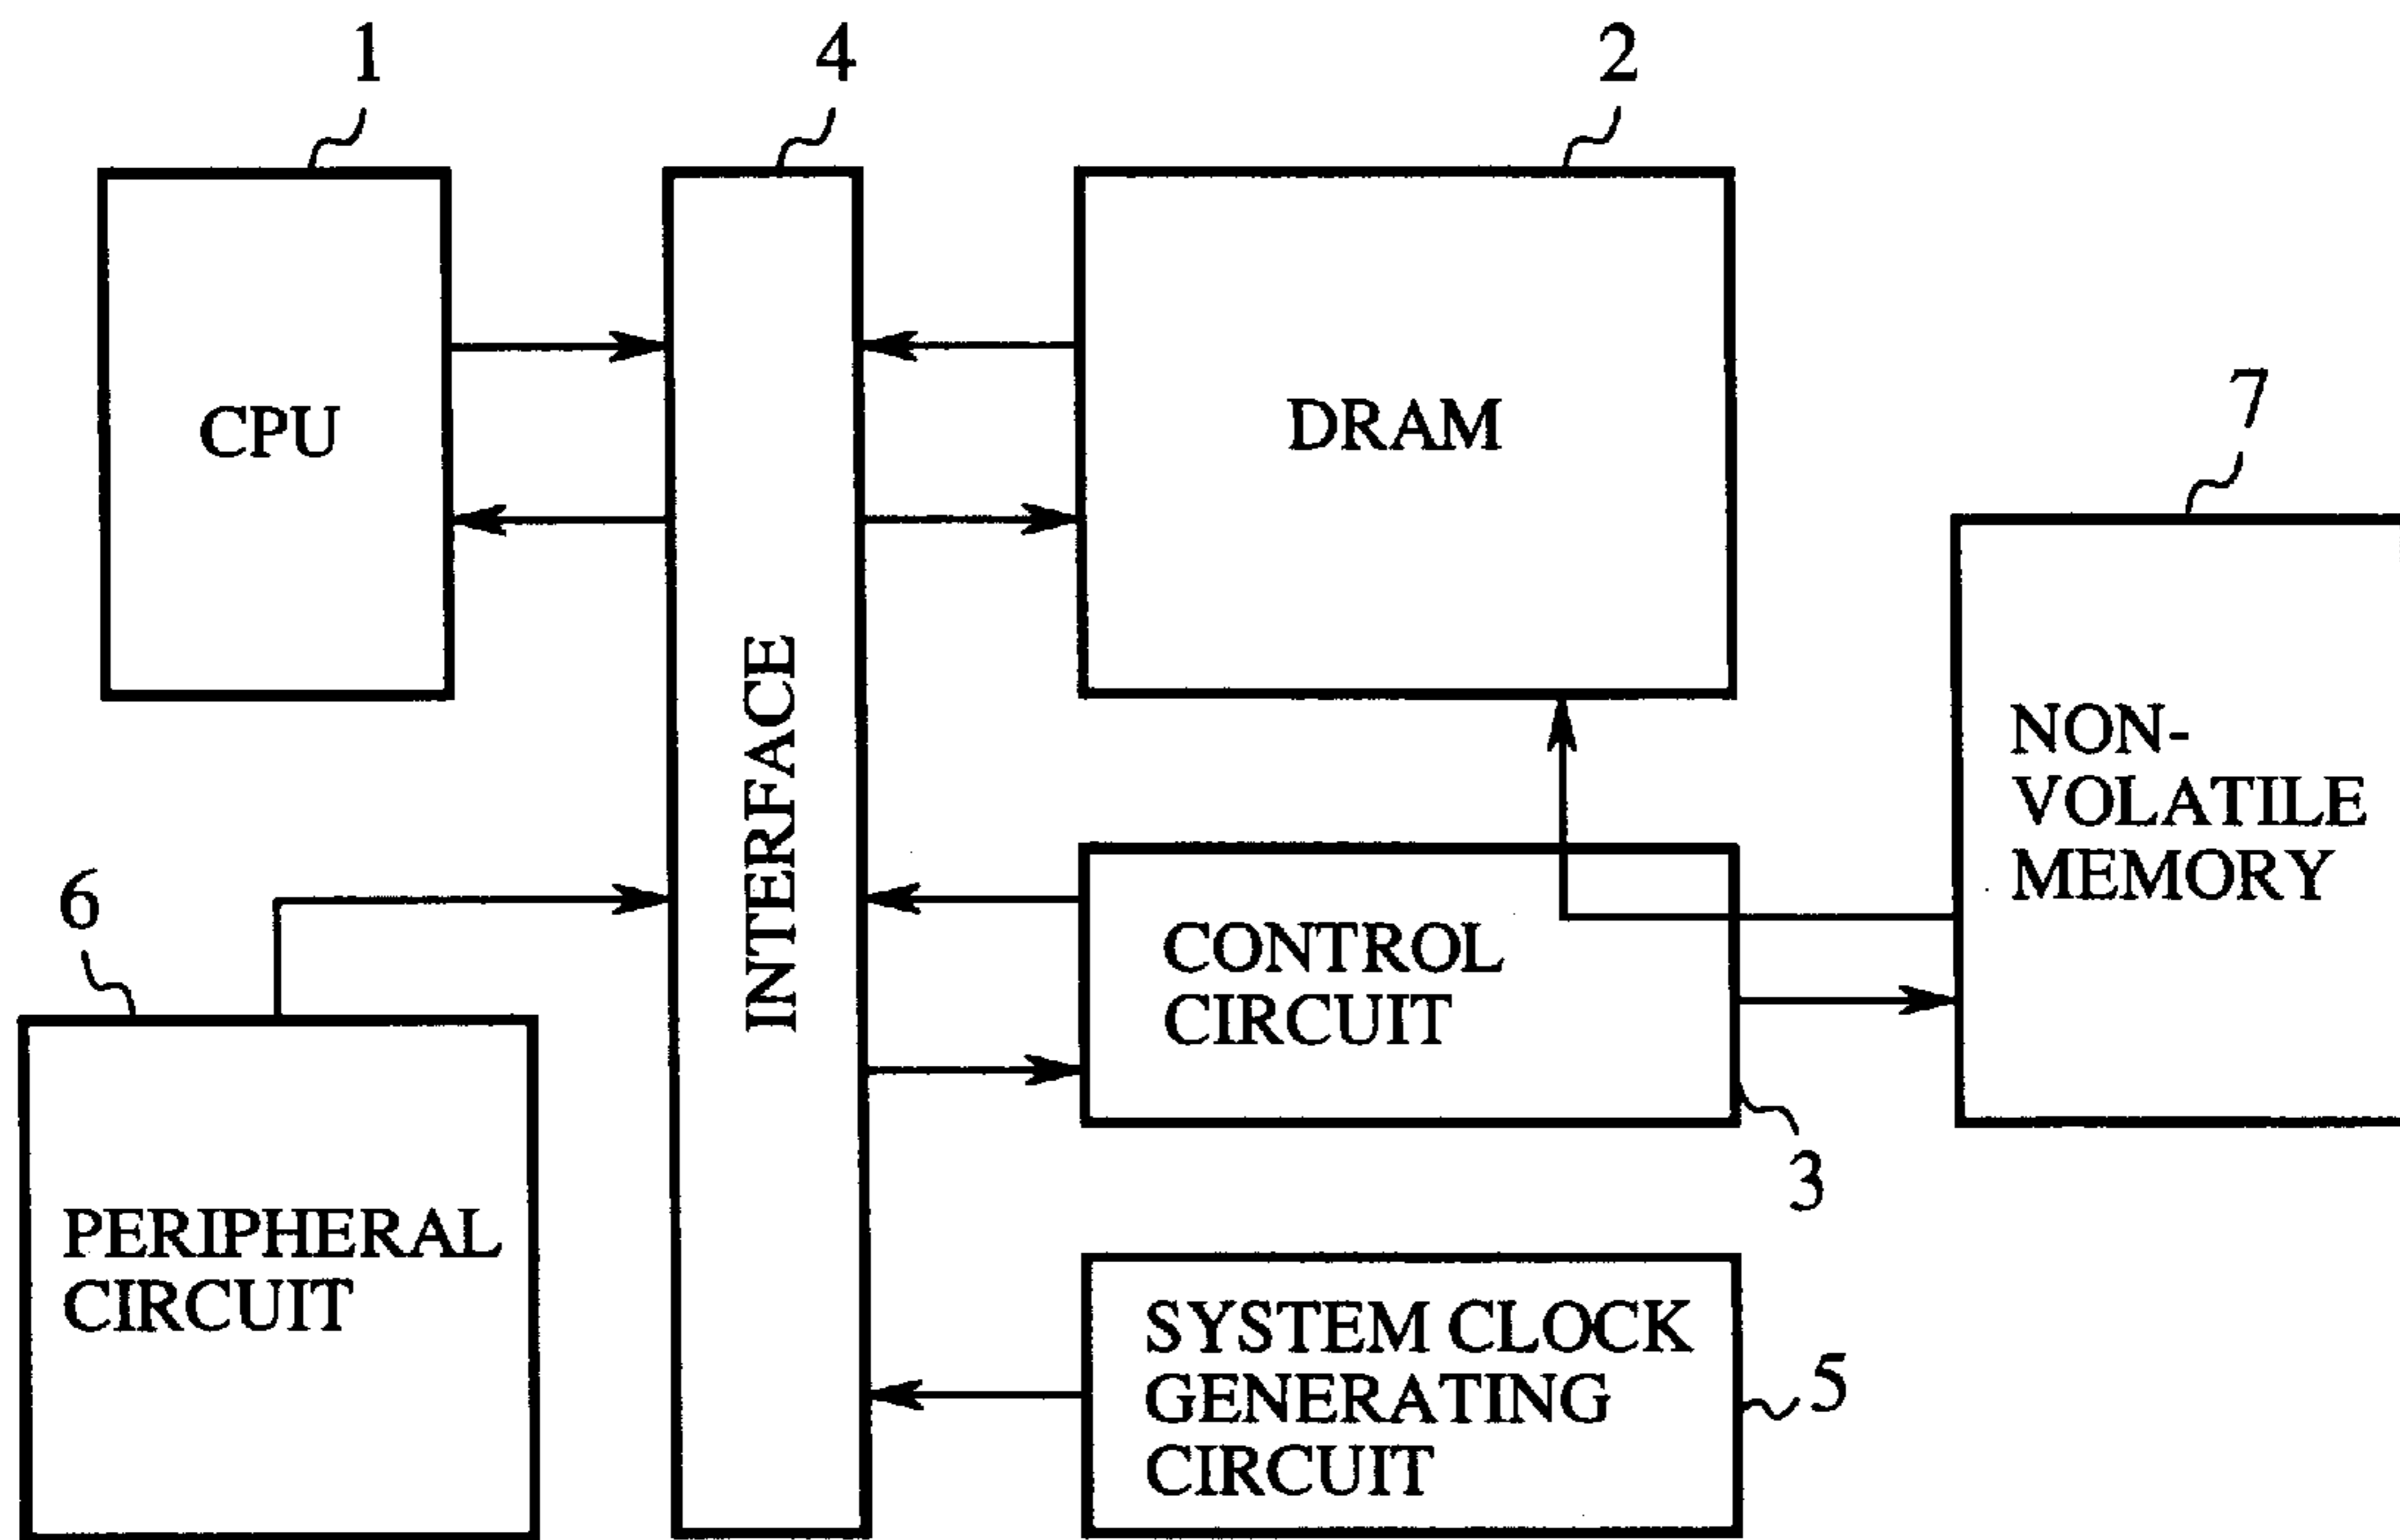 1
4
2
CPU
DRAM
7
INTERFACE
NON-
VOLATILE
MEMORY
6
CONTROL
CIRCUIT
3
PERIPHERAL
CIRCUIT
SYSTEM CLOCK
GENERATING
CIRCUIT
5